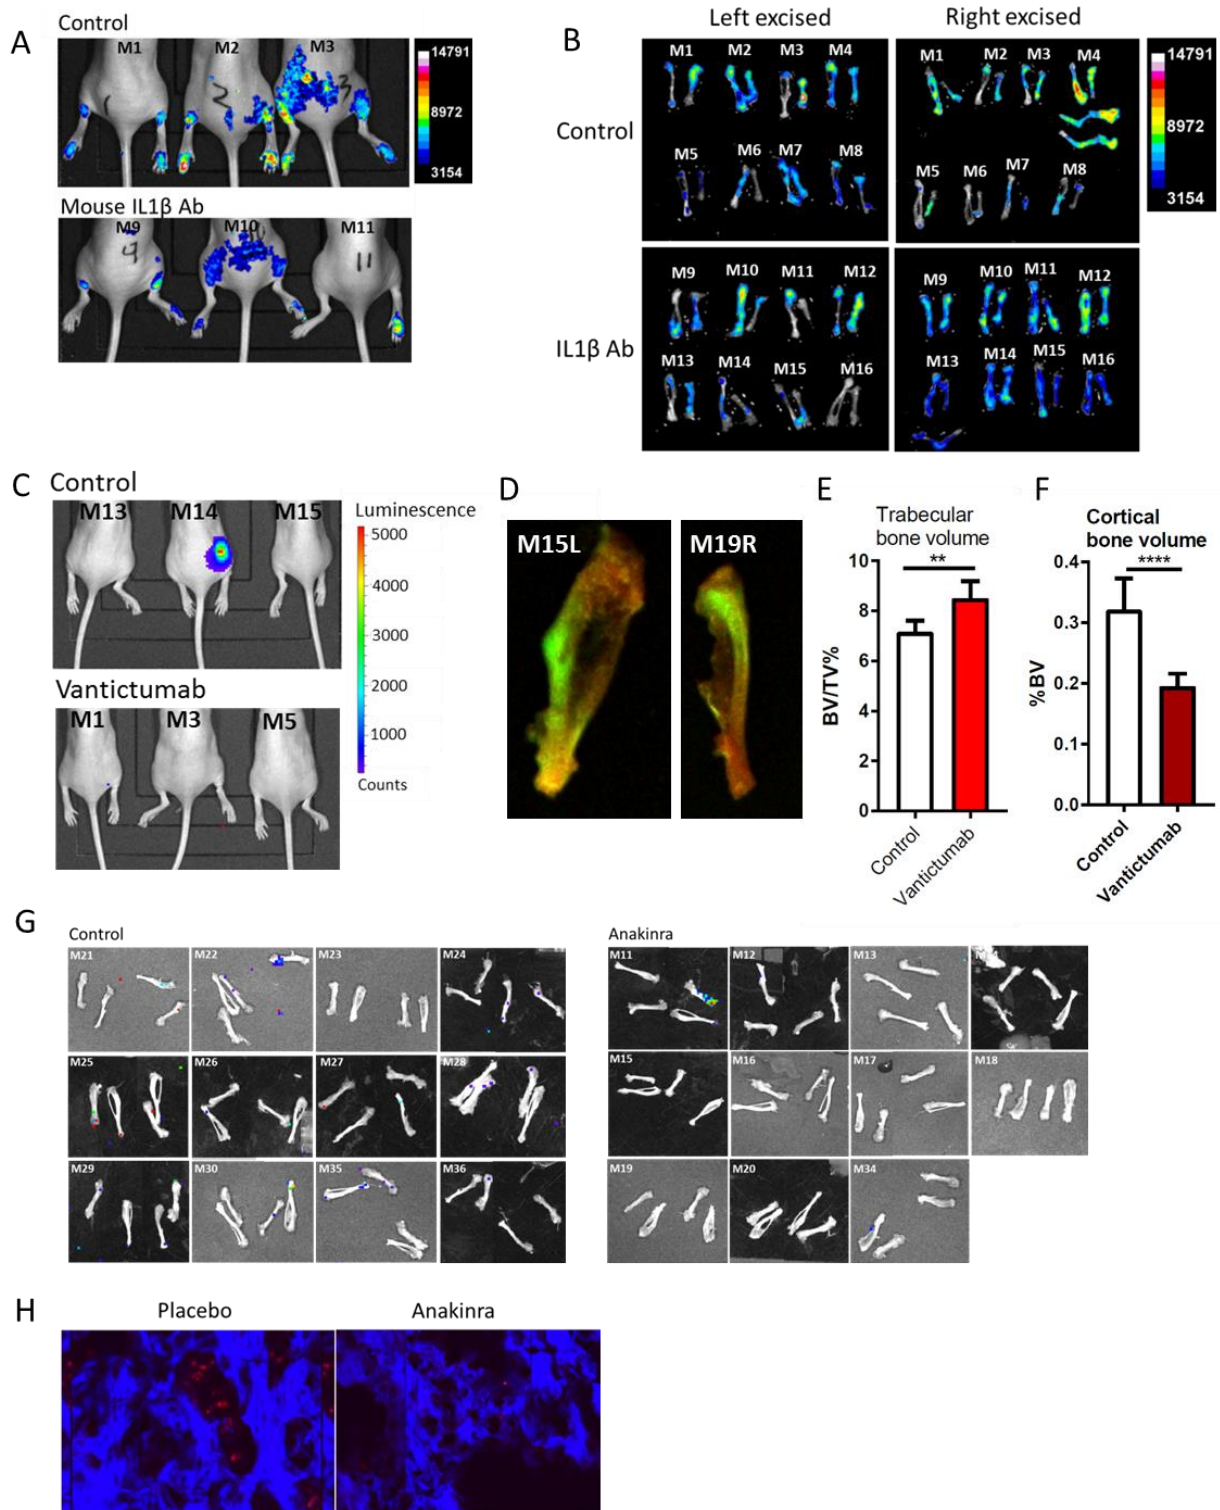 A
Control
M1
M2
M3
14791
8972
3154
Mouse IL1β Ab
M9
M10
M11
9
11
B
Left excised
Right excised
Control
M1
M2
M3
M4
M1
M2
M3
M4
M5
M6
M7
M8
M5
M6
M7
M8
14791
8972
3154
IL1β Ab
M9
M10
M11
M12
M9
M10
M11
M12
M13
M14
M15
M16
M13
M14
M15
M16
C
Control
M13
M14
M15
Vantictumab
M1
M3
M5
Luminescence
5000
4000
3000
2000
1000
Counts
D
M15L
M19R
E
Trabecular
bone volume
**
BV/TV%
10
8
6
4
2
0
Control
Vantictumab
F
Cortical
bone volume
****
%BV
0.4
0.3
0.2
0.1
0.0
Control
Vantictumab
G
Control
M21
M22
M23
M24
M25
M26
M27
M28
M29
M30
M35
M36
Anakinra
M11
M12
M13
M15
M16
M17
M18
M19
M20
M34
H
Placebo
Anakinra